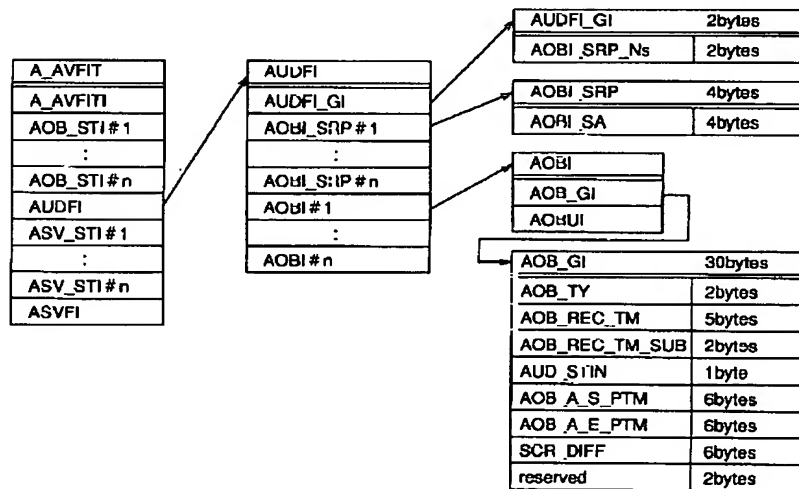 A_AVFIT
A_AVFITI
AOB_STI#1
:
AOB_STI#n
AUDFI
ASV_STI#1
:
ASV_STI#n
ASVFI
AUDFI
AUDFI_GI
AOBI_SRP#1
:
AOBI_SRP#n
AOBI#1
:
AOBI#n
AUDFI_GI 2bytes
AOBI_SRP_Ns 2bytes
AOBI_SRP 4bytes
AOBI_SA 4bytes
AOBI
AOB_GI
AOBUI
AOB_GI 30bytes
AOB_TY 2bytes
AOB_REC_TM 5bytes
AOB_REC_TM_SUB 2bytes
AUD_STIN 1byte
AOB_A_S_PTM 6bytes
AOB_A_E_PTM 6bytes
SCR_DIFF 6bytes
reserved 2bytes